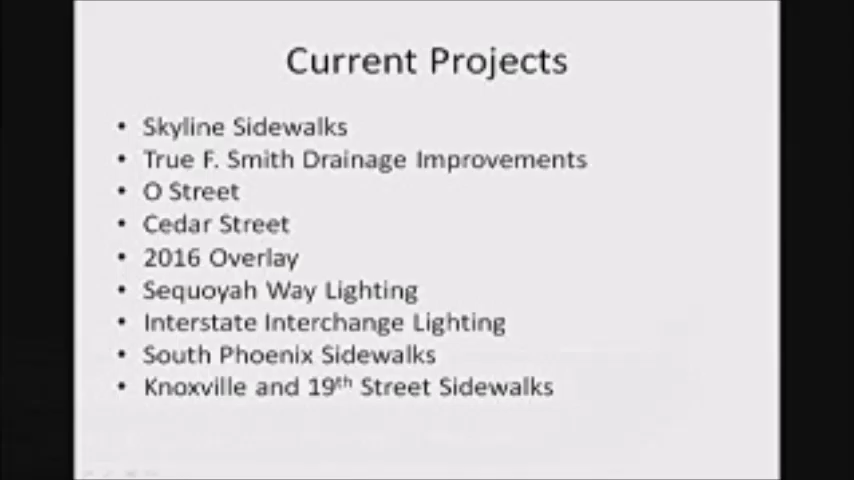 Current Projects
• Skyline Sidewalks
• True F. Smith Drainage Improvements
• O Street
• Cedar Street
• 2016 Overlay
• Sequoyah Way Lighting
• Interstate Interchange Lighting
• South Phoenix Sidewalks
• Knoxville and 19th Street Sidewalks